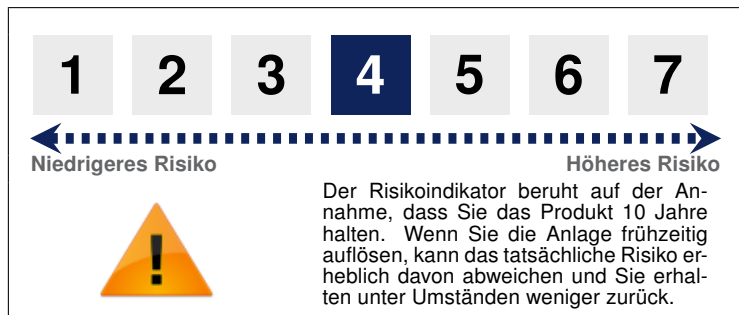 1 2 3 4 5 6 7
Niedrigeres Risiko Höheres Risiko
Der Risikoindikator beruht auf der An-
nahme, dass Sie das Produkt 10 Jahre
halten. Wenn Sie die Anlage frühzeitig
auflösen, kann das tatsächliche Risiko er-
heblich davon abweichen und Sie erhal-
ten unter Umständen weniger zurück.
!